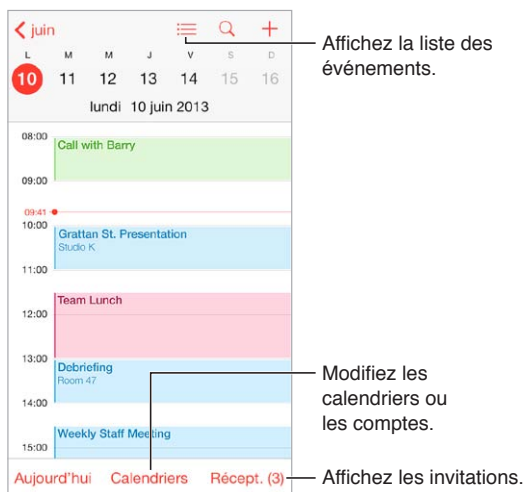 juin
L M M J V S D
10 11 12 13 14 15 16
lundi 10 juin 2013
Affichez la liste des
événements.
08:00
Call with Barry
09:00
09:41
10:00
Grattan St. Presentation
Studio K
11:00
Team Lunch
12:00
13:00
Debriefing
Room 47
14:00
Weekly Staff Meeting
15:00
Modifiez les
calendriers ou
les comptes.
Aujourd'hui Calendriers Récept. (3)
Affichez les invitations.